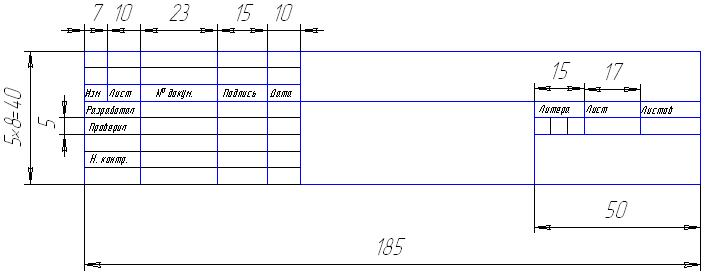 7 10 23 15 10
15 17
Изм Лист № докум. Подпись Дата
Разработал
Литера Лист Листов
Проверил
Н. контр.
5
5×8=40
50
185